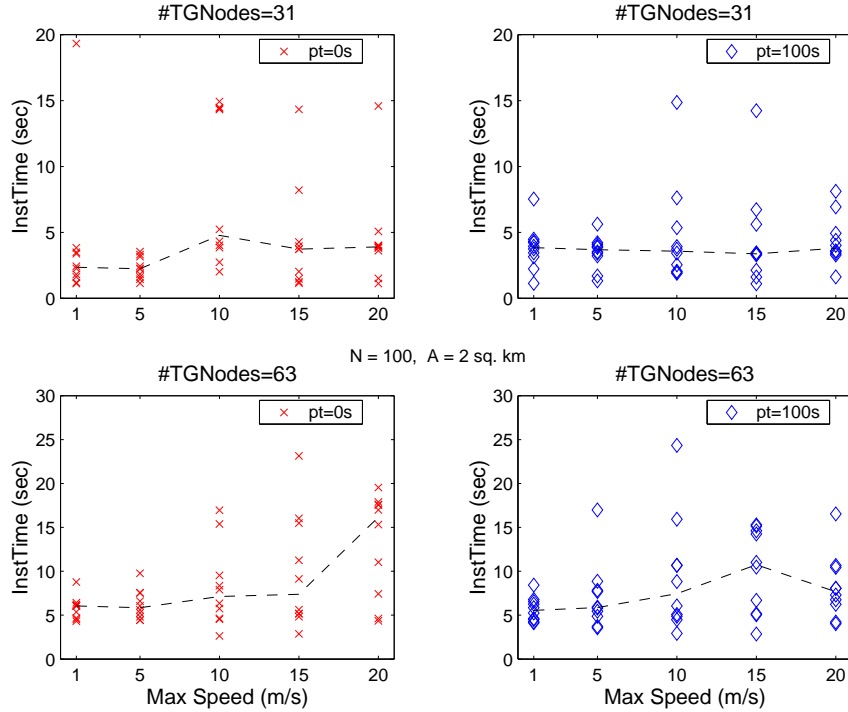 #TGNodes=31
#TGNodes=31
20
15
10
5
0
InstTime (sec)
pt=0s
1 5 10 15 20
20
15
10
5
0
InstTime (sec)
pt=100s
1 5 10 15 20
N = 100, A = 2 sq. km
#TGNodes=63
#TGNodes=63
30
25
20
15
10
5
0
InstTime (sec)
pt=0s
1 5 10 15 20
Max Speed (m/s)
30
25
20
15
10
5
0
InstTime (sec)
pt=100s
1 5 10 15 20
Max Speed (m/s)